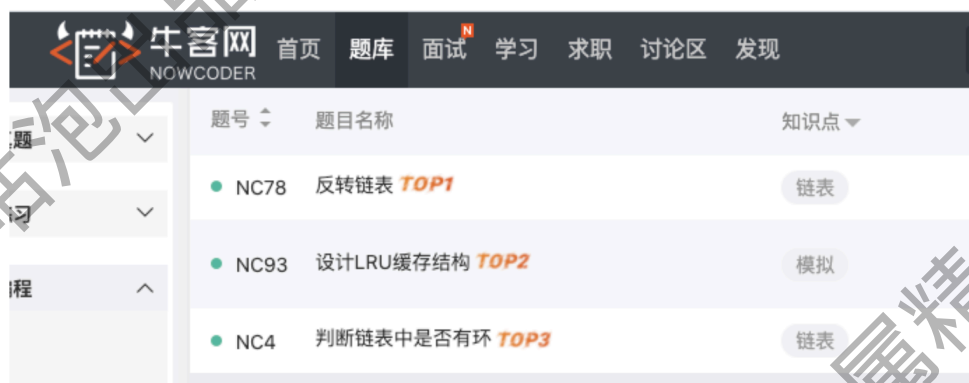 牛客网 首页 题库 面试 N 学习 求职 讨论区 发现
NOWCODER
题号 题目名称 知识点
题
NC78 反转链表 TOP1 链表
习
NC93 设计LRU缓存结构 TOP2 模拟
程
NC4 判断链表中是否有环 TOP3 链表